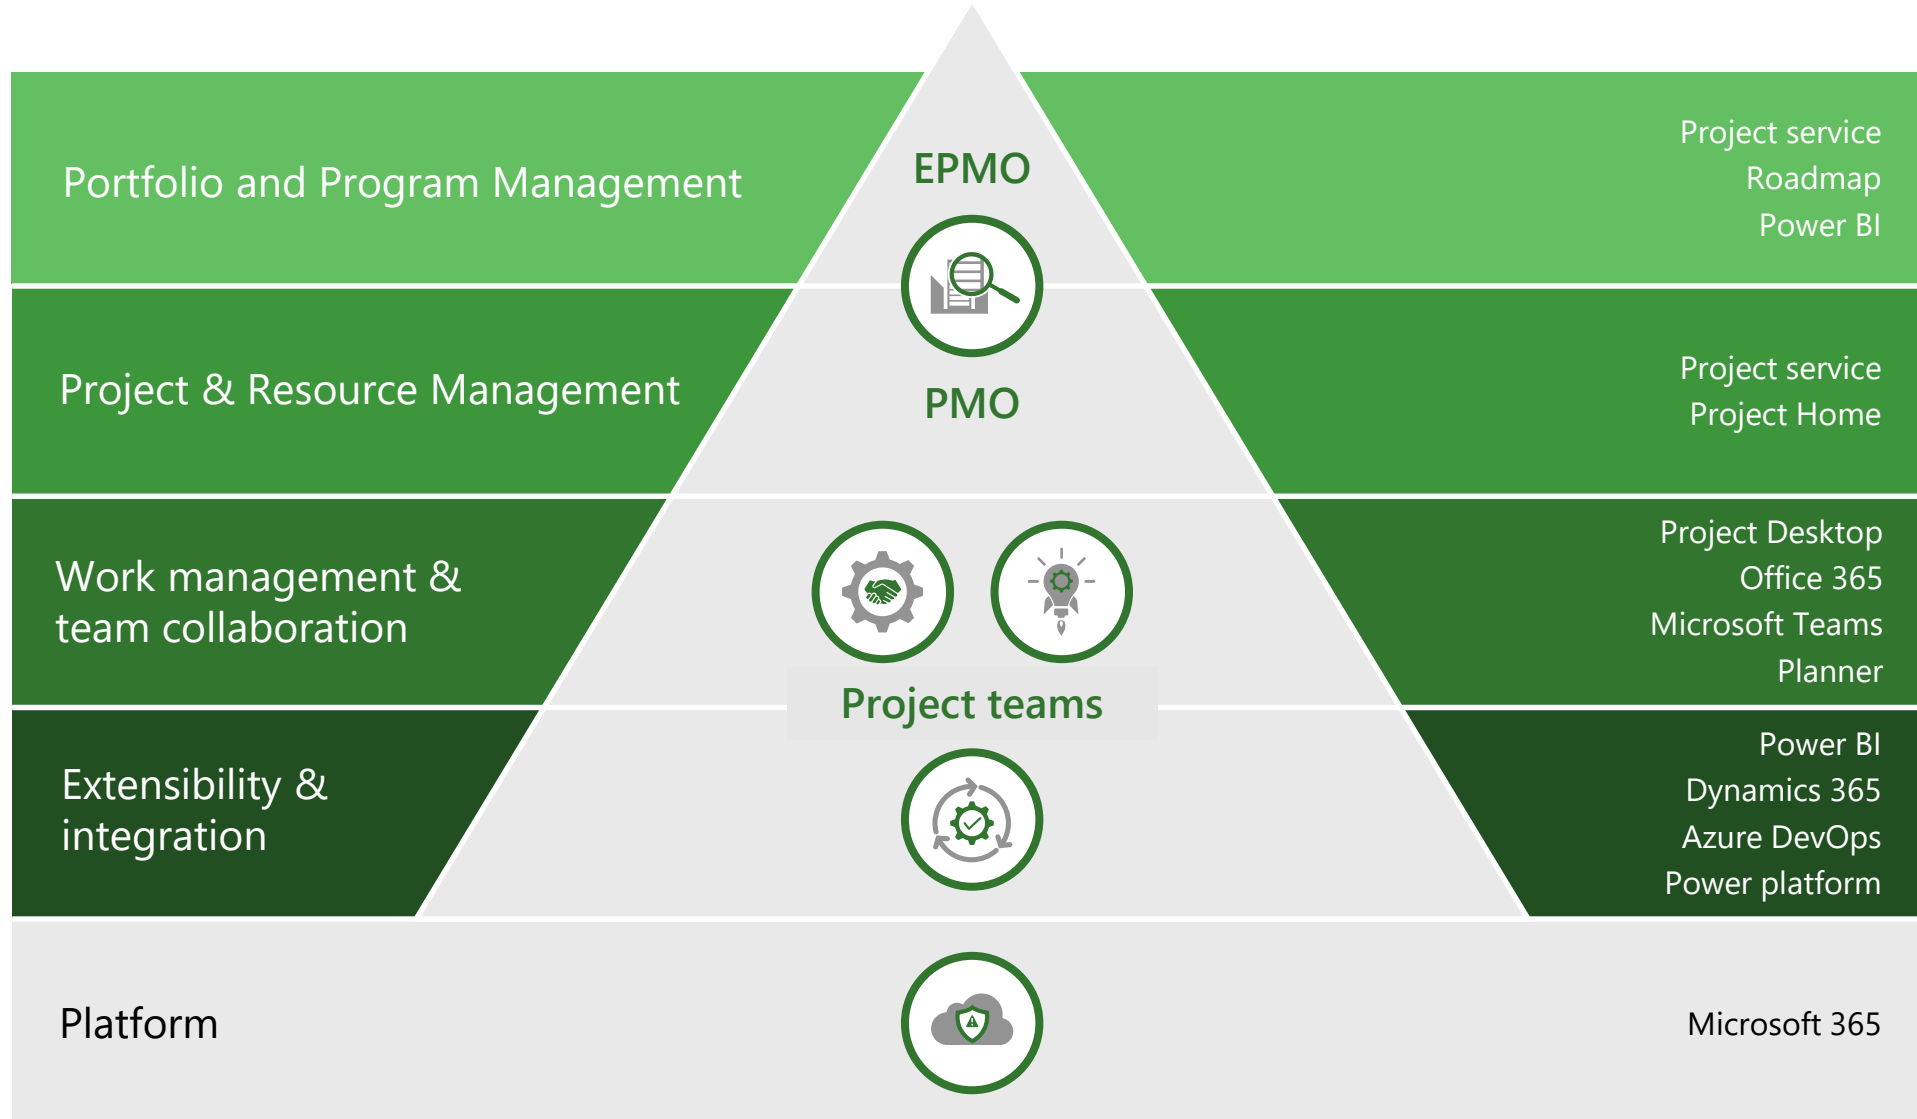 Portfolio and Program Management
EPMO
Project service
Roadmap
Power BI
Project & Resource Management
PMO
Project service
Project Home
Work management &
team collaboration
Project teams
Project Desktop
Office 365
Microsoft Teams
Planner
Extensibility &
integration
Power BI
Dynamics 365
Azure DevOps
Power platform
Platform
Microsoft 365